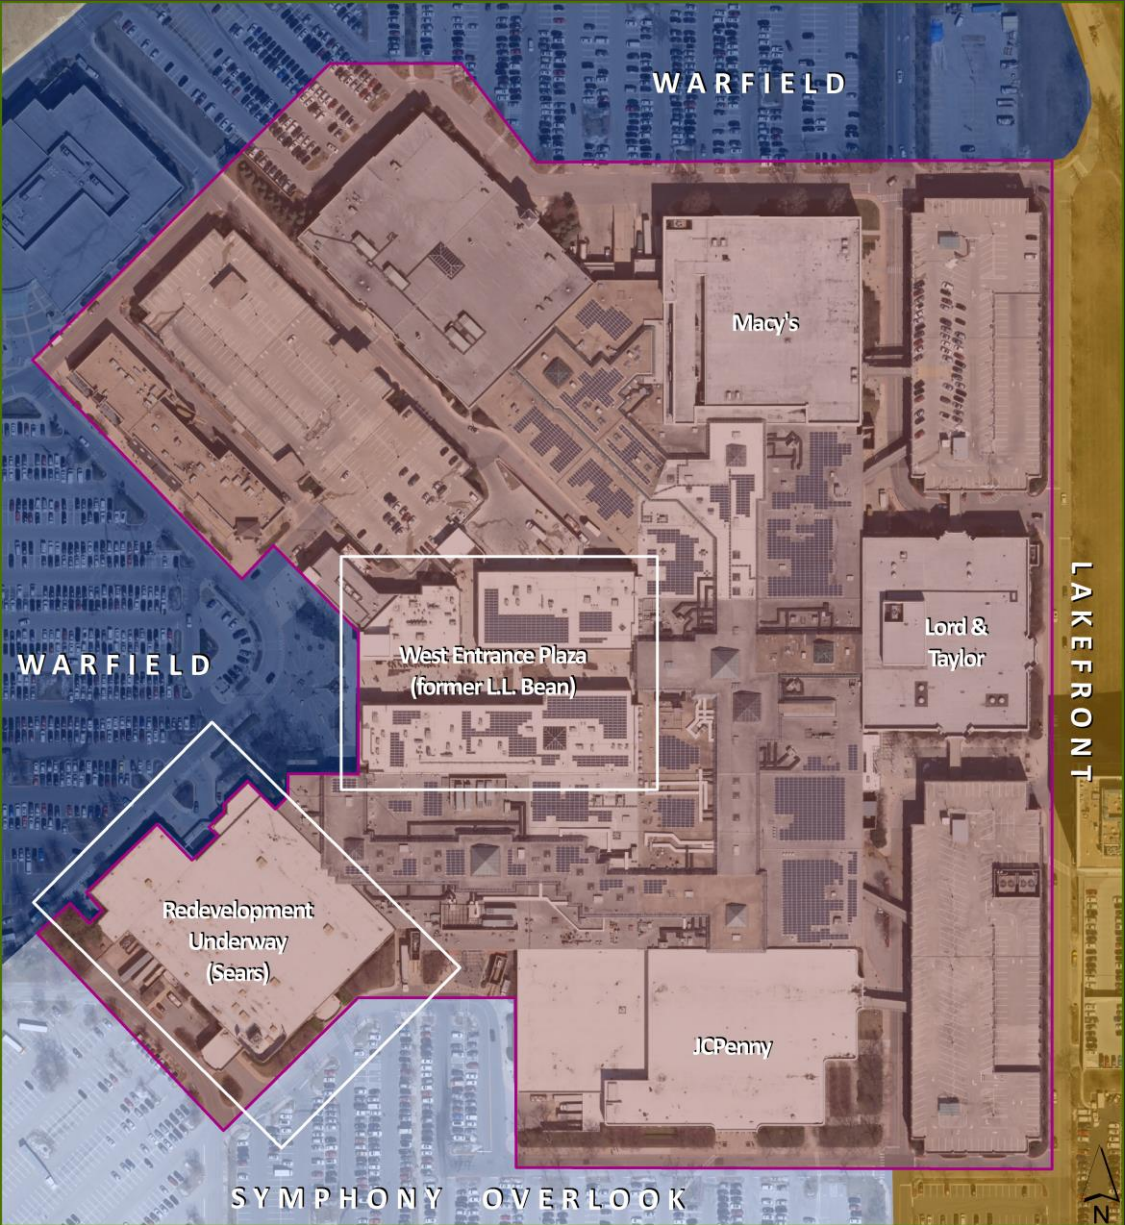 WARFIELD
Macy's
Lord &
Taylor
LAKEFRONT
West Entrance Plaza
(former L.L. Bean)
WARFIELD
Redevelopment
Underway
(Sears)
JCPenny
SYMPHONY OVERLOOK
N